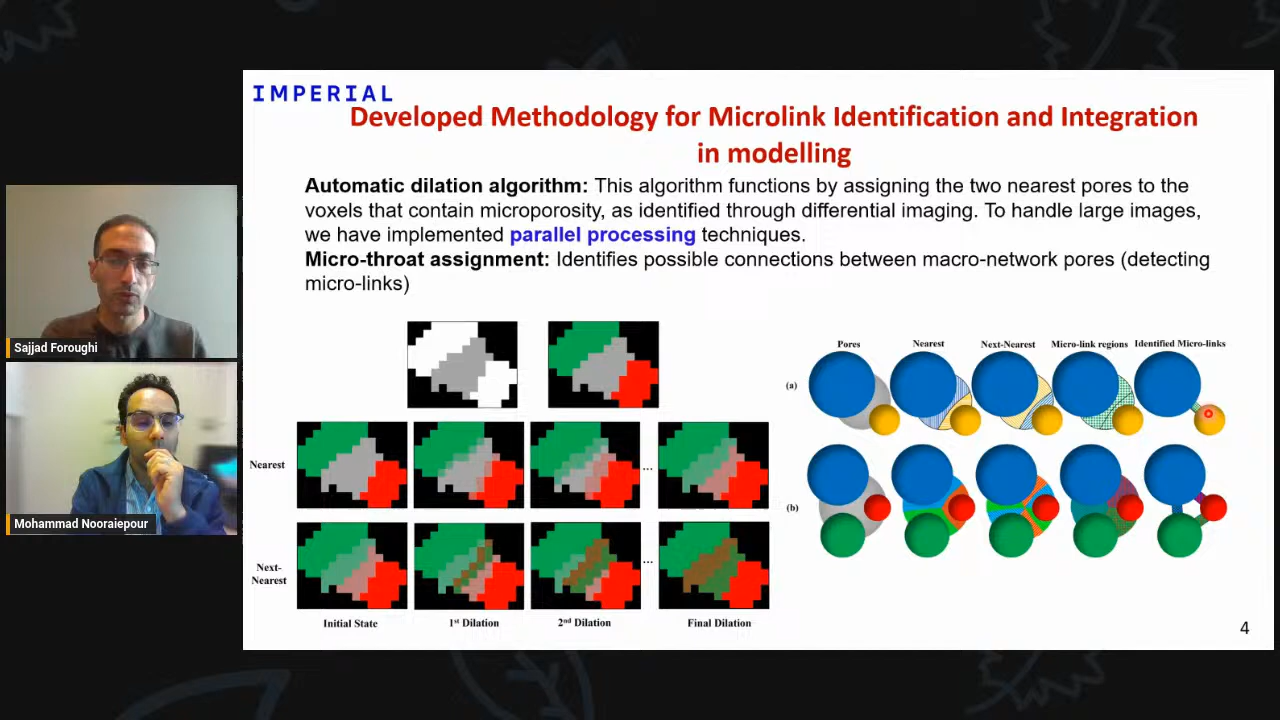 IMPERIAL
Developed Methodology for Microlink Identification and Integration
in modelling
Automatic dilation algorithm: This algorithm functions by assigning the two nearest pores to the
voxels that contain microporosity, as identified through differential imaging. To handle large images,
we have implemented parallel processing techniques.
Micro-throat assignment: Identifies possible connections between macro-network pores (detecting
micro-links)
Sajjad Foroughi
Mohammad Nooraiepour
Nearest
...
Next-
Nearest
...
Initial State
1st Dilation
2nd Dilation
Final Dilation
Pores
Nearest
Next-Nearest
Micro-link regions
Identified Micro-links
(a)
(b)
4